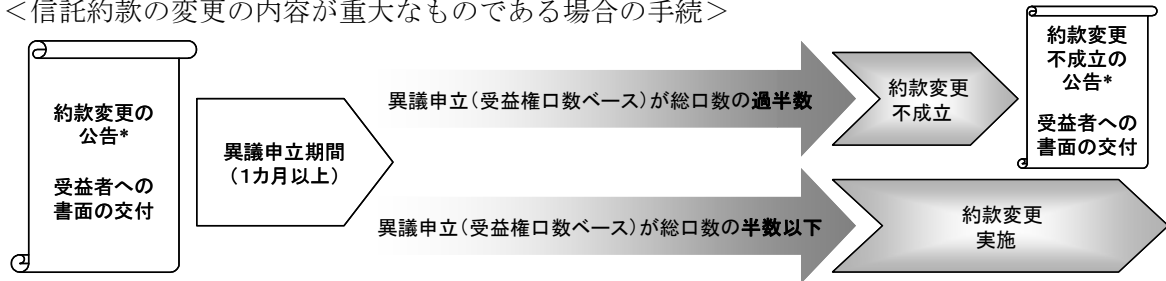 ＜信託約款の変更の内容が重大なものである場合の手続＞
約款変更の
公告*
受益者への
書面の交付
異議申立期間
（1カ月以上）
異議申立（受益権口数ベース）が総口数の過半数
約款変更
不成立
約款変更
不成立の
公告*
受益者への
書面の交付
異議申立（受益権口数ベース）が総口数の半数以下
約款変更
実施